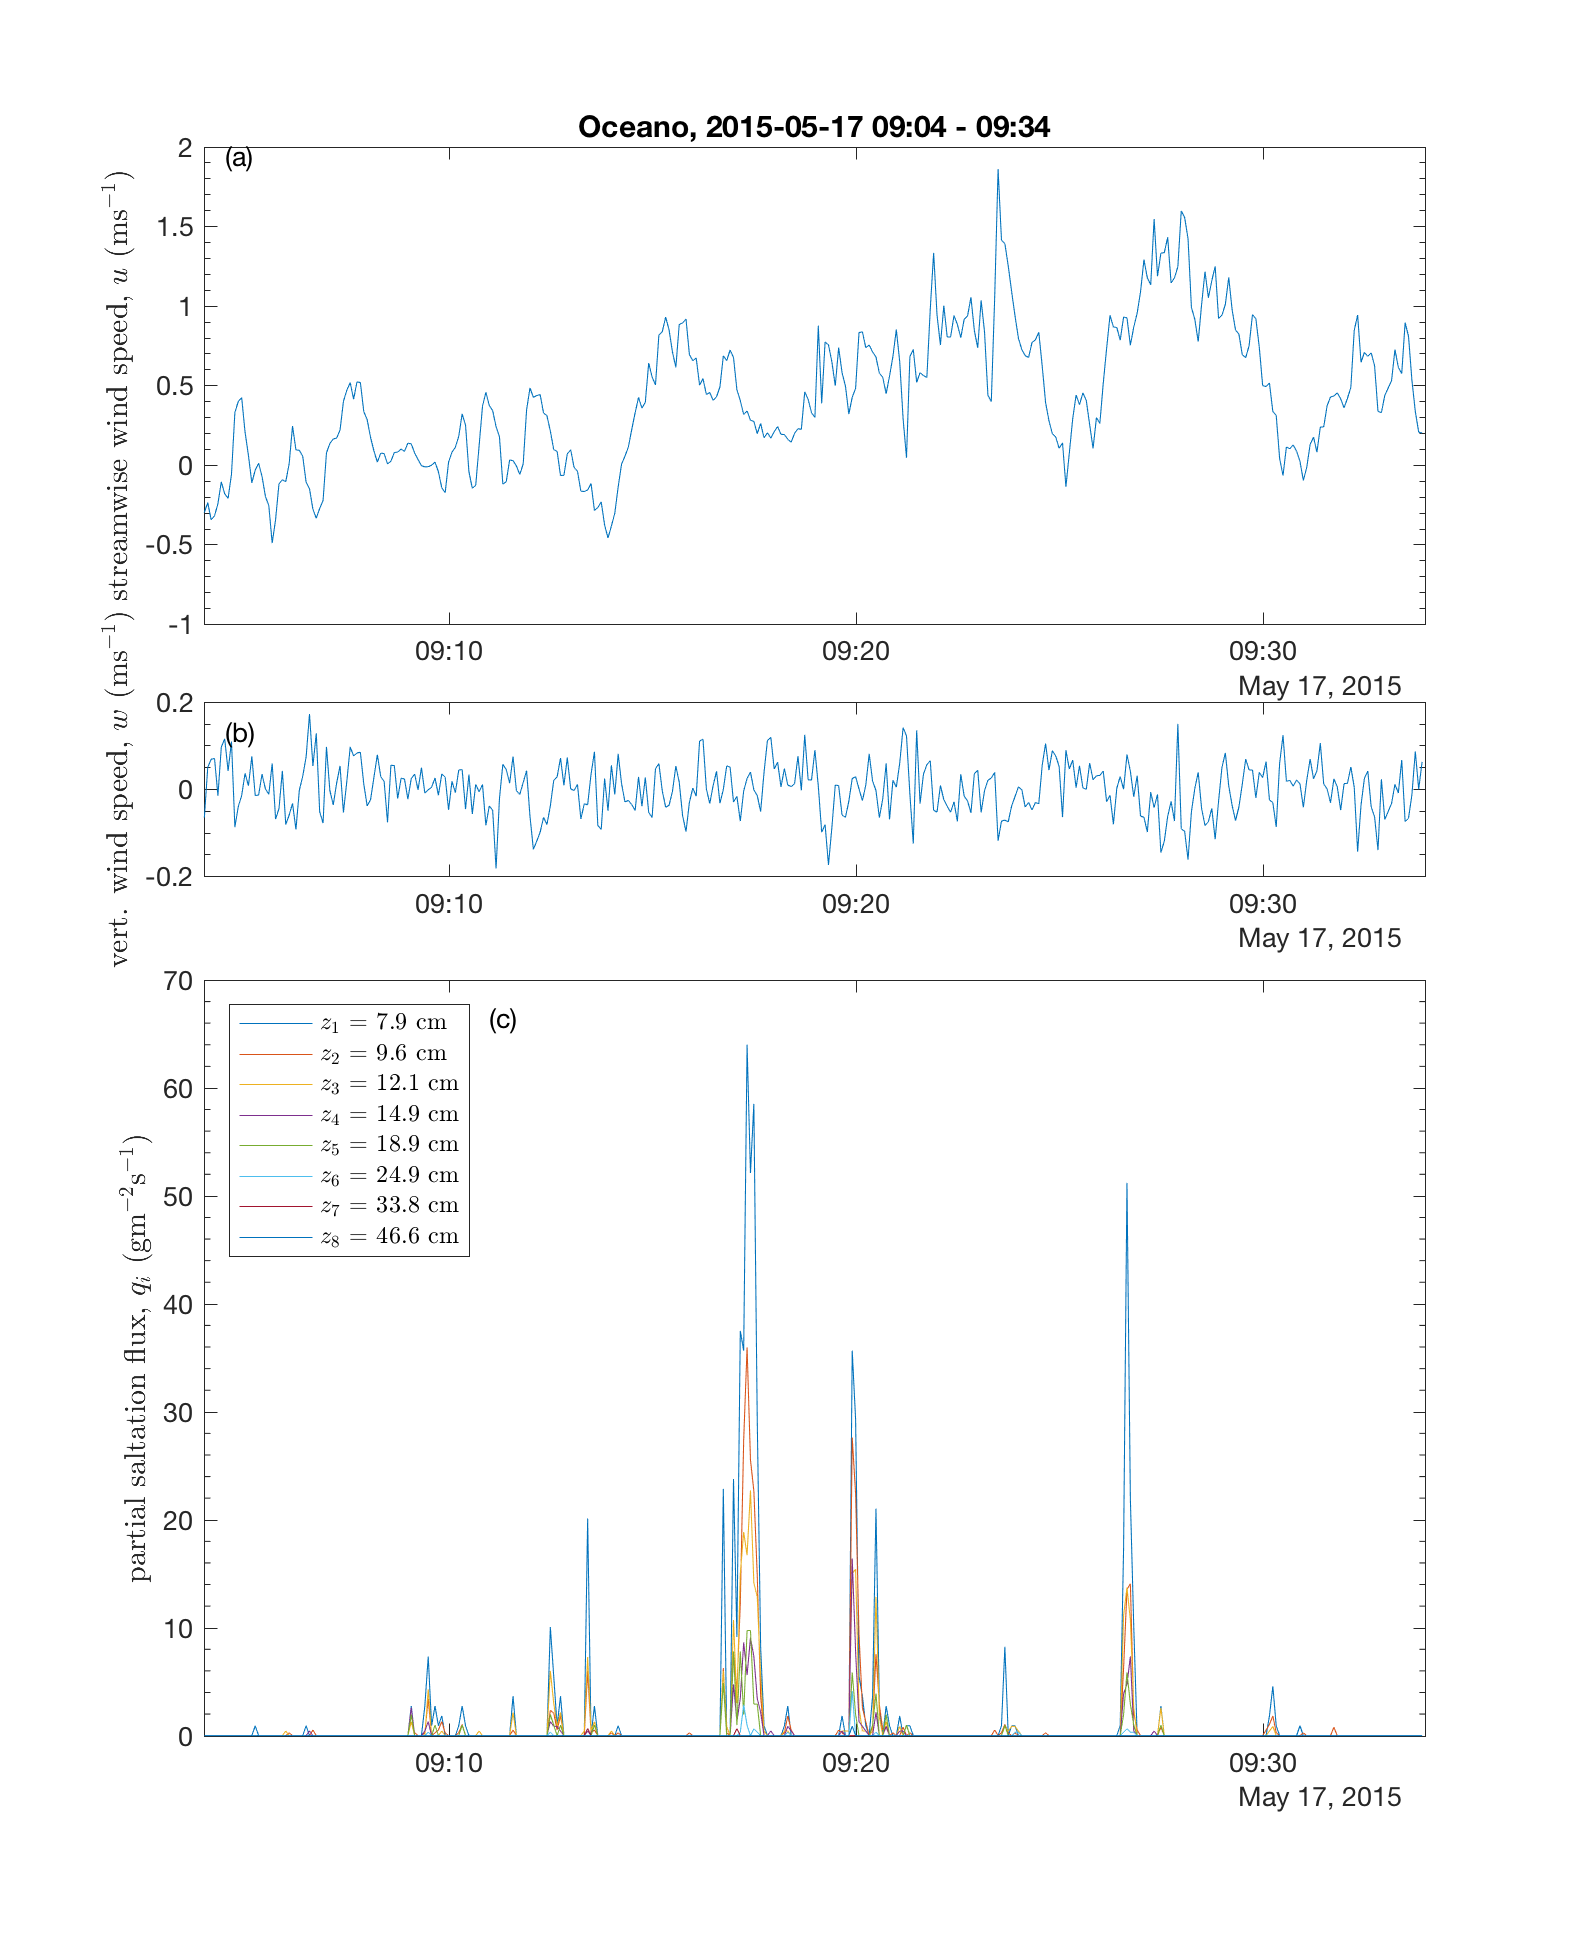 Oceano, 2015-05-17 09:04 - 09:34
(a)
streamwise wind speed, u (ms⁻¹)
2
1.5
1
0.5
0
-0.5
-1
09:10 09:20 09:30
May 17, 2015
(b)
vert. wind speed, w (ms⁻¹)
0.2
0
-0.2
09:10 09:20 09:30
May 17, 2015
(c)
partial saltation flux, qᵢ (gm⁻²s⁻¹)
70
60
50
40
30
20
10
0
z₁ = 7.9 cm
z₂ = 9.6 cm
z₃ = 12.1 cm
z₄ = 14.9 cm
z₅ = 18.9 cm
z₆ = 24.9 cm
z₇ = 33.8 cm
z₈ = 46.6 cm
09:10 09:20 09:30
May 17, 2015